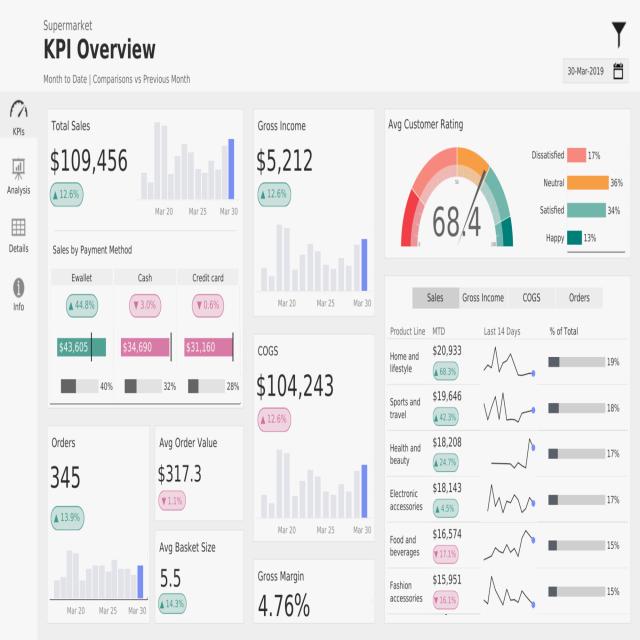 Supermarket
KPI Overview
Month to Date | Comparisons vs Previous Month
30-Mar-2019
KPIs
Analysis
Details
Info
Total Sales
$109,456
▲ 12.6%
Mar 20 Mar 25 Mar 30
Sales by Payment Method
Ewallet Cash Credit card
▲ 44.8% ▼ 3.0% ▼ 0.6%
$43,605 $34,690 $31,160
40% 32% 28%
Orders
345
▲ 13.9%
Mar 20 Mar 25 Mar 30
Avg Order Value
$317.3
▼ 1.1%
Avg Basket Size
5.5
▲ 14.3%
Gross Income
$5,212
▲ 12.6%
Mar 20 Mar 25 Mar 30
COGS
$104,243
▲ 12.6%
Mar 20 Mar 25 Mar 30
Gross Margin
4.76%
Avg Customer Rating
68.4
Dissatisfied 17%
Neutral 36%
Satisfied 34%
Happy 13%
Sales Gross Income COGS Orders
Product Line MTD Last 14 Days % of Total
Home and lifestyle $20,933 ▲ 68.3% 19%
Sports and travel $19,646 ▲ 42.3% 18%
Health and beauty $18,208 ▲ 24.7% 17%
Electronic accessories $18,143 ▲ 4.5% 17%
Food and beverages $16,574 ▼ 17.1% 15%
Fashion accessories $15,951 ▼ 16.1% 15%